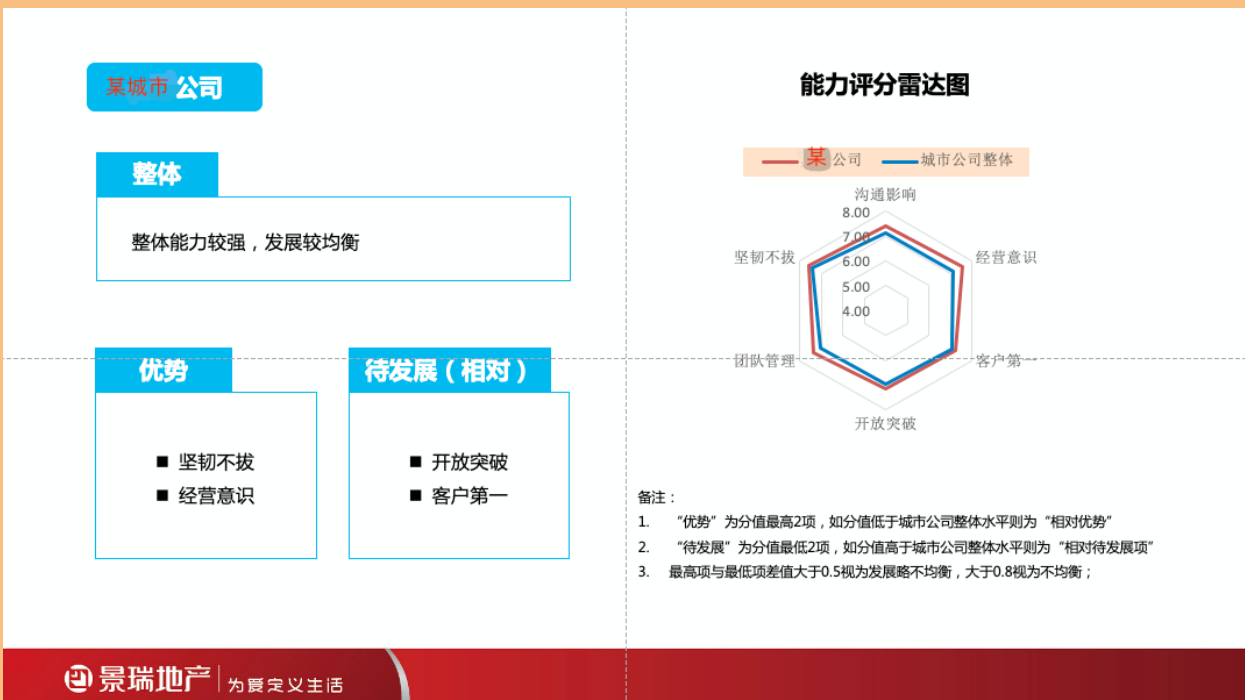 某城市 公司
整体
整体能力较强，发展较均衡
优势
坚韧不拔
经营意识
待发展（相对）
开放突破
客户第一
能力评分雷达图
某 公司 城市公司整体
沟通影响
8.00
7.00
6.00
5.00
4.00
坚韧不拔
经营意识
团队管理
客户第一
开放突破
备注：
1. “优势”为分值最高2项，如分值低于城市公司整体水平则为“相对优势”
2. “待发展”为分值最低2项，如分值高于城市公司整体水平则为“相对待发展项”
3. 最高项与最低项差值大于0.5视为发展略不均衡，大于0.8视为不均衡；
景瑞地产 为爱定义生活